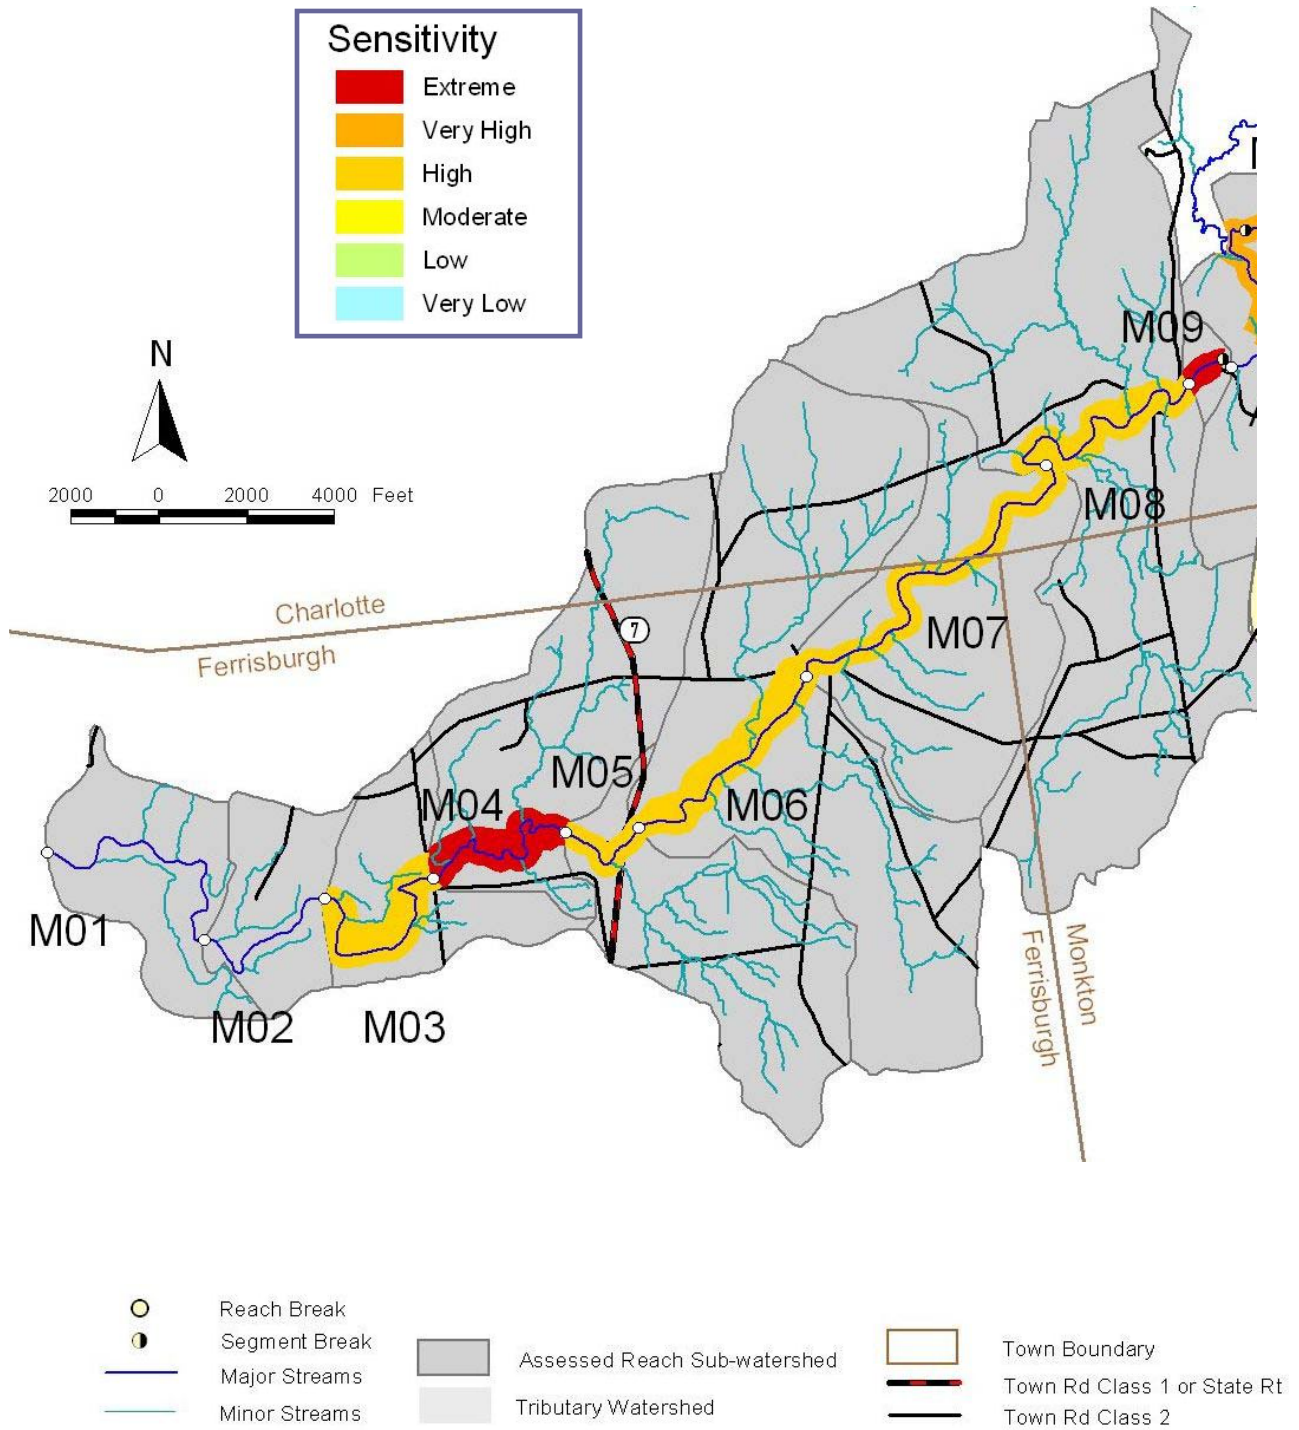 Sensitivity
Extreme
Very High
High
Moderate
Low
Very Low
N
2000 0 2000 4000 Feet
M09
M08
Charlotte
Ferrisburgh
7
M07
M05
M04
M06
M01
M02
M03
Monkton
Ferrisburgh
Reach Break
Segment Break
Major Streams
Minor Streams
Assessed Reach Sub-watershed
Tributary Watershed
Town Boundary
Town Rd Class 1 or State Rt
Town Rd Class 2